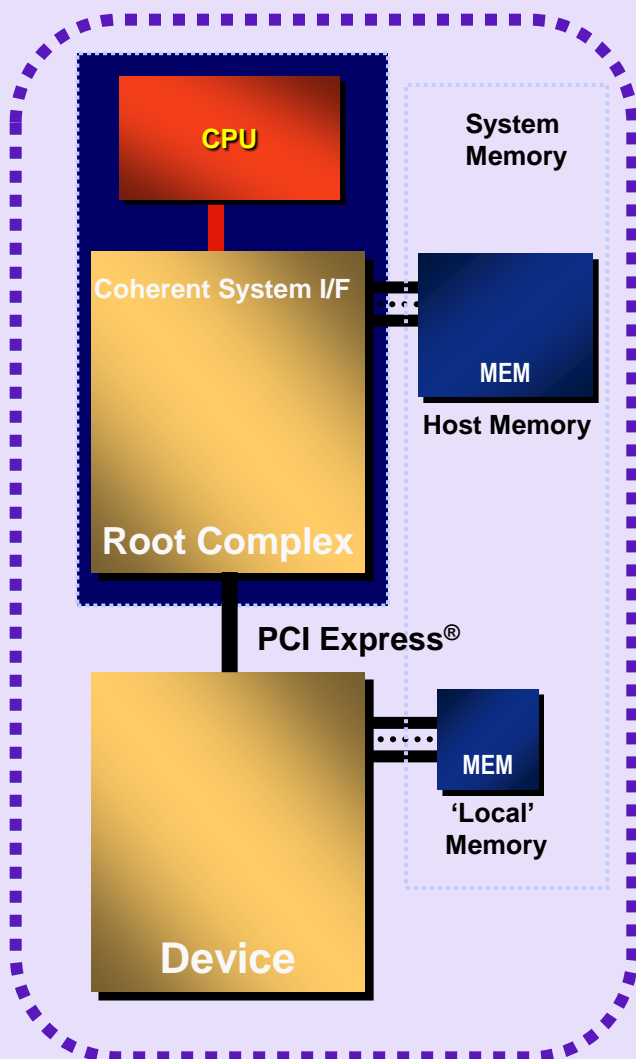 CPU
System
Memory
Coherent System I/F
MEM
Host Memory
Root Complex
PCI Express®
MEM
‘Local’
Memory
Device